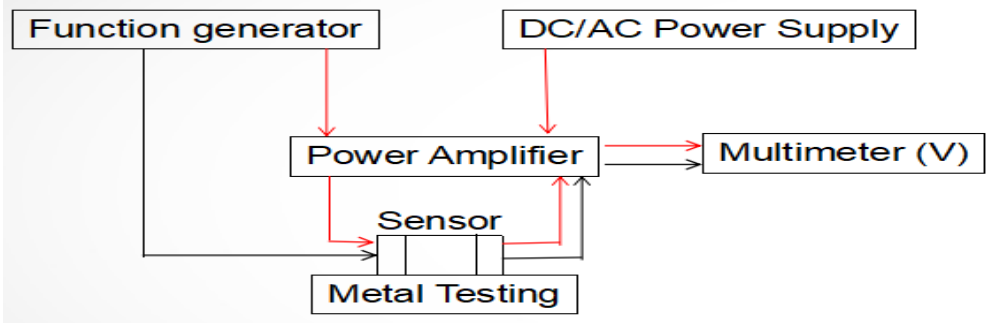 Function generator
DC/AC Power Supply
Power Amplifier
Multimeter (V)
Sensor
Metal Testing